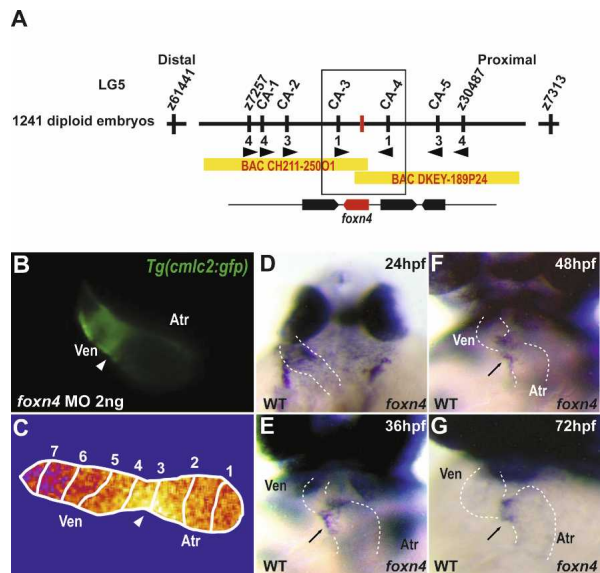 A
Distal
Proximal
LG5
z61441
z7257
CA-1
CA-2
CA-3
CA-4
CA-5
z30487
z7313
1241 diploid embryos
4 4 3 1 1 3 4
BAC CH211-250O1
BAC DKEY-189P24
foxn4
B
Tg(cmlc2:gfp)
Atr
Ven
foxn4 MO 2ng
C
7 6 5 4 3 2 1
Ven
Atr
D
24hpf
WT
foxn4
E
36hpf
Ven
Atr
WT
foxn4
F
48hpf
Ven
Atr
WT
foxn4
G
72hpf
Ven
Atr
WT
foxn4